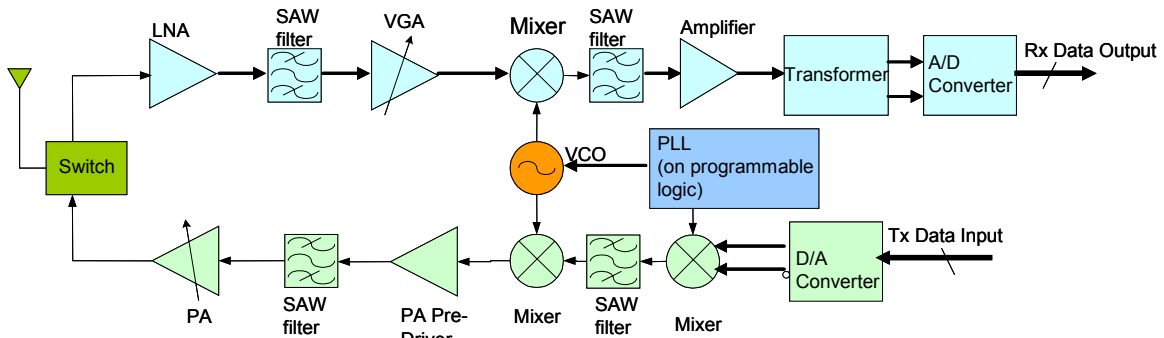 LNA
SAW
filter
VGA
Mixer
SAW
filter
Amplifier
Transformer
A/D
Converter
Rx Data Output
Switch
VCO
PLL
(on programmable
logic)
Tx Data Input
D/A
Converter
PA
SAW
filter
PA Pre-
Driver
Mixer
SAW
filter
Mixer